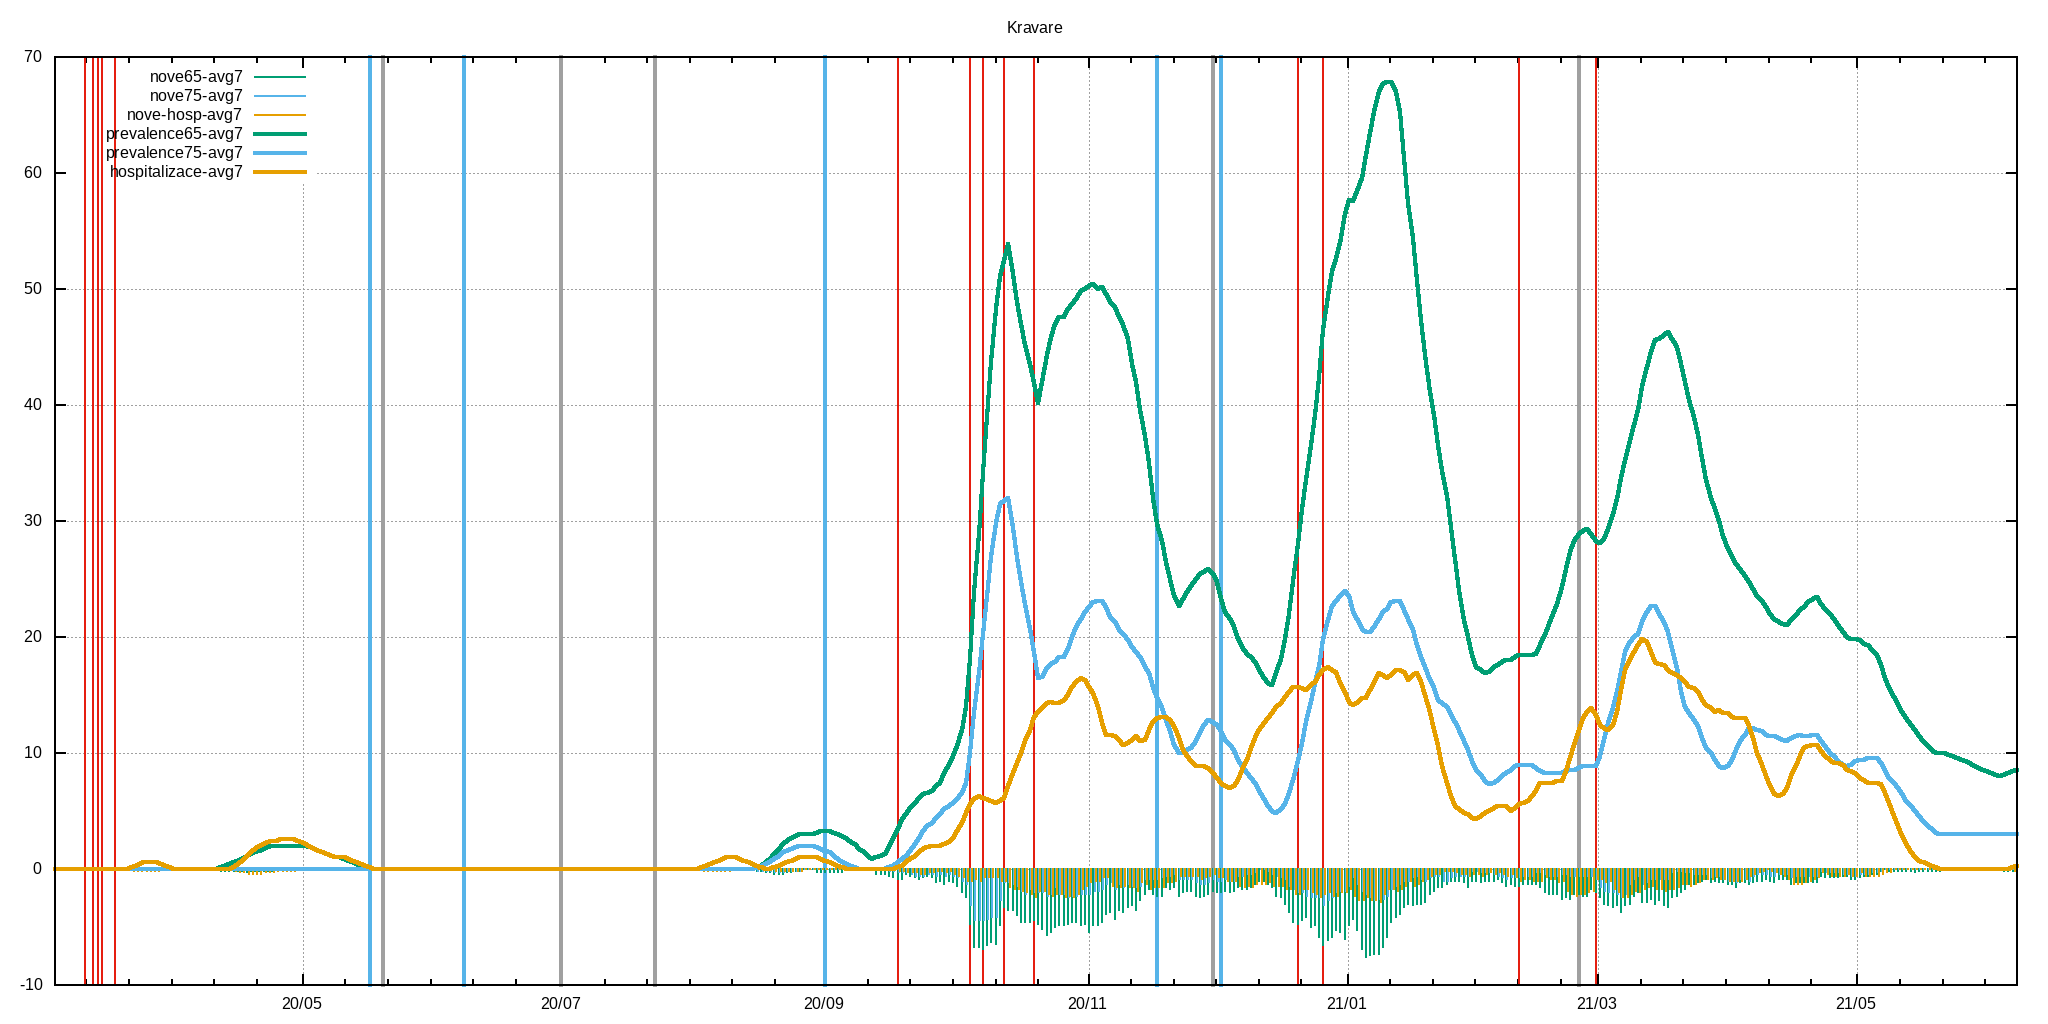 Kravare
70
nove65-avg7
nove75-avg7
nove-hosp-avg7
prevalence65-avg7
prevalence75-avg7
hospitalizace-avg7
60
50
40
30
20
10
0
-10
20/05 20/07 20/09 20/11 21/01 21/03 21/05